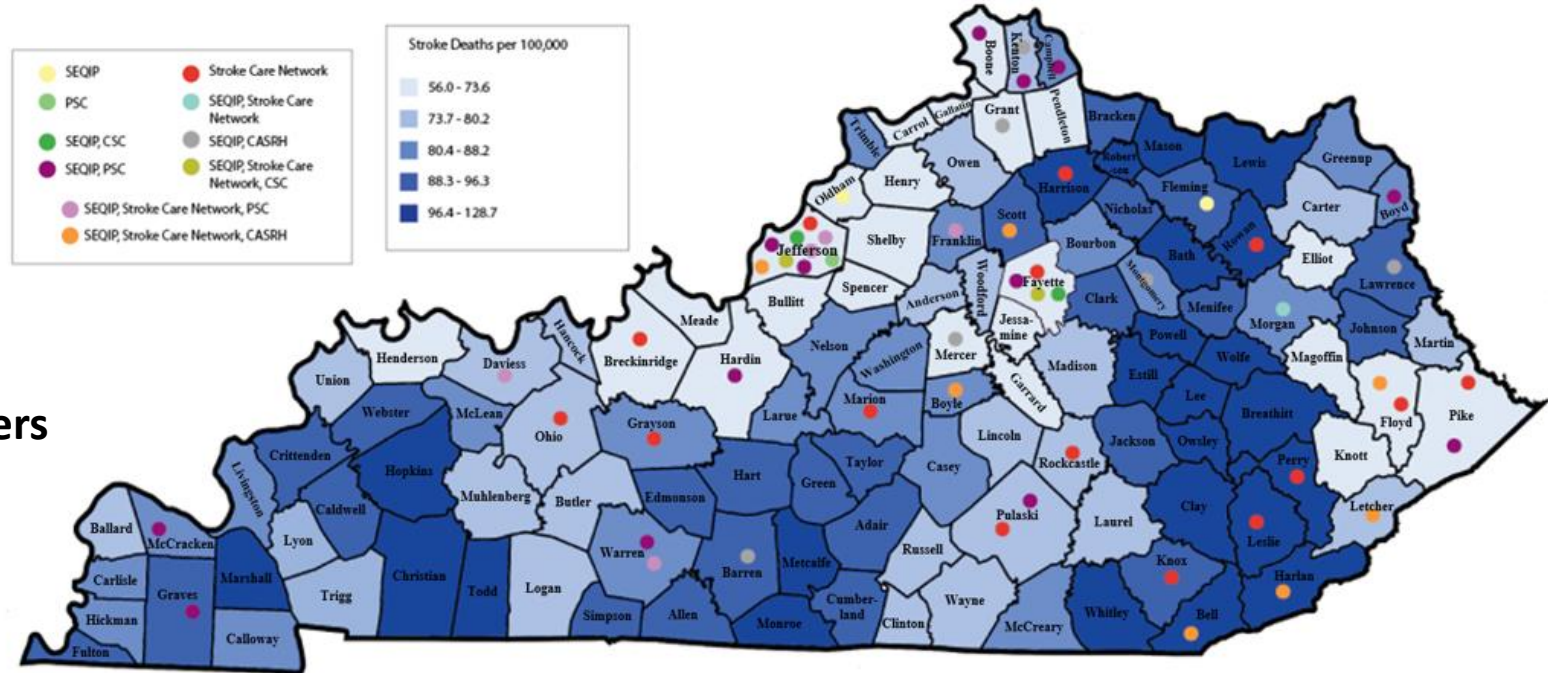 SEQIP
PSC
SEQIP, CSC
SEQIP, PSC
Stroke Care Network
SEQIP, Stroke Care
Network
SEQIP, CASRH
SEQIP, Stroke Care
Network, CSC
SEQIP, Stroke Care Network, PSC
SEQIP, Stroke Care Network, CASRH
Stroke Deaths per 100,000
56.0 - 73.6
73.7 - 80.2
80.4 - 88.2
88.3 - 96.3
96.4 - 128.7
ers
Boone
Kenton
Campbell
Grant
Pendleton
Gallatin
Carrol
Trimble
Owen
Bracken
Mason
Robert
-son
Lewis
Greenup
Oldham
Henry
Harrison
Fleming
Carter
Boyd
Nicholas
Scott
Franklin
Shelby
Jefferson
Bourbon
Rowan
Bath
Elliot
Lawrence
Spencer
Bullitt
Anderson
Woodford
Fayette
Montgomery
Clark
Menifee
Morgan
Johnson
Martin
Meade
Hancock
Breckinridge
Hardin
Nelson
Washington
Mercer
Jessa-
mine
Garrard
Madison
Powell
Estill
Wolfe
Magoffin
Henderson
Daviess
Union
Webster
McLean
Ohio
Grayson
Larue
Marion
Boyle
Lee
Breathitt
Floyd
Pike
Lincoln
Rockcastle
Jackson
Owsley
Perry
Knott
Crittenden
Hopkins
Muhlenberg
Butler
Edmonson
Hart
Green
Taylor
Casey
Livingston
Caldwell
Pulaski
Laurel
Clay
Leslie
Letcher
Ballard
McCracken
Lyon
Warren
Barren
Metcalfe
Adair
Russell
Knox
Harlan
Carlisle
Graves
Marshall
Trigg
Christian
Todd
Logan
Simpson
Allen
Monroe
Cumber-
land
Clinton
Wayne
McCreary
Whitley
Bell
Hickman
Calloway
Fulton